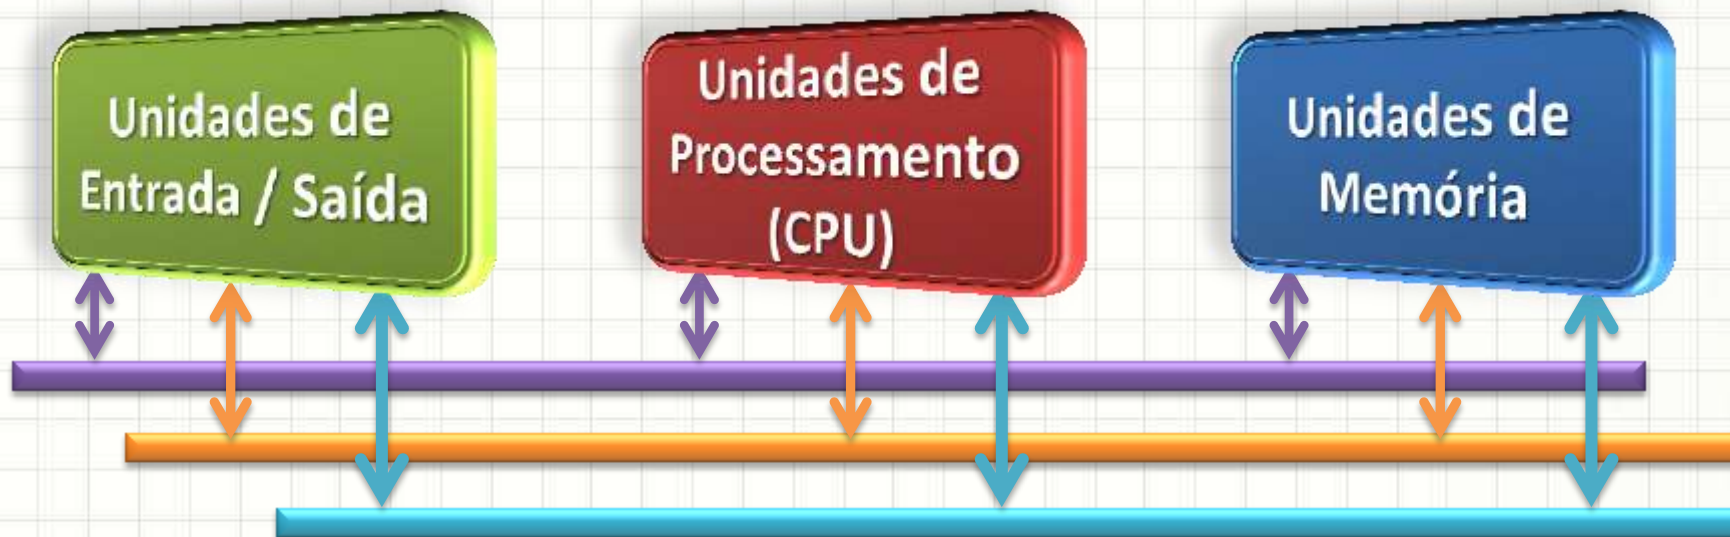 Unidades de
Entrada / Saída
Unidades de
Processamento
(CPU)
Unidades de
Memória